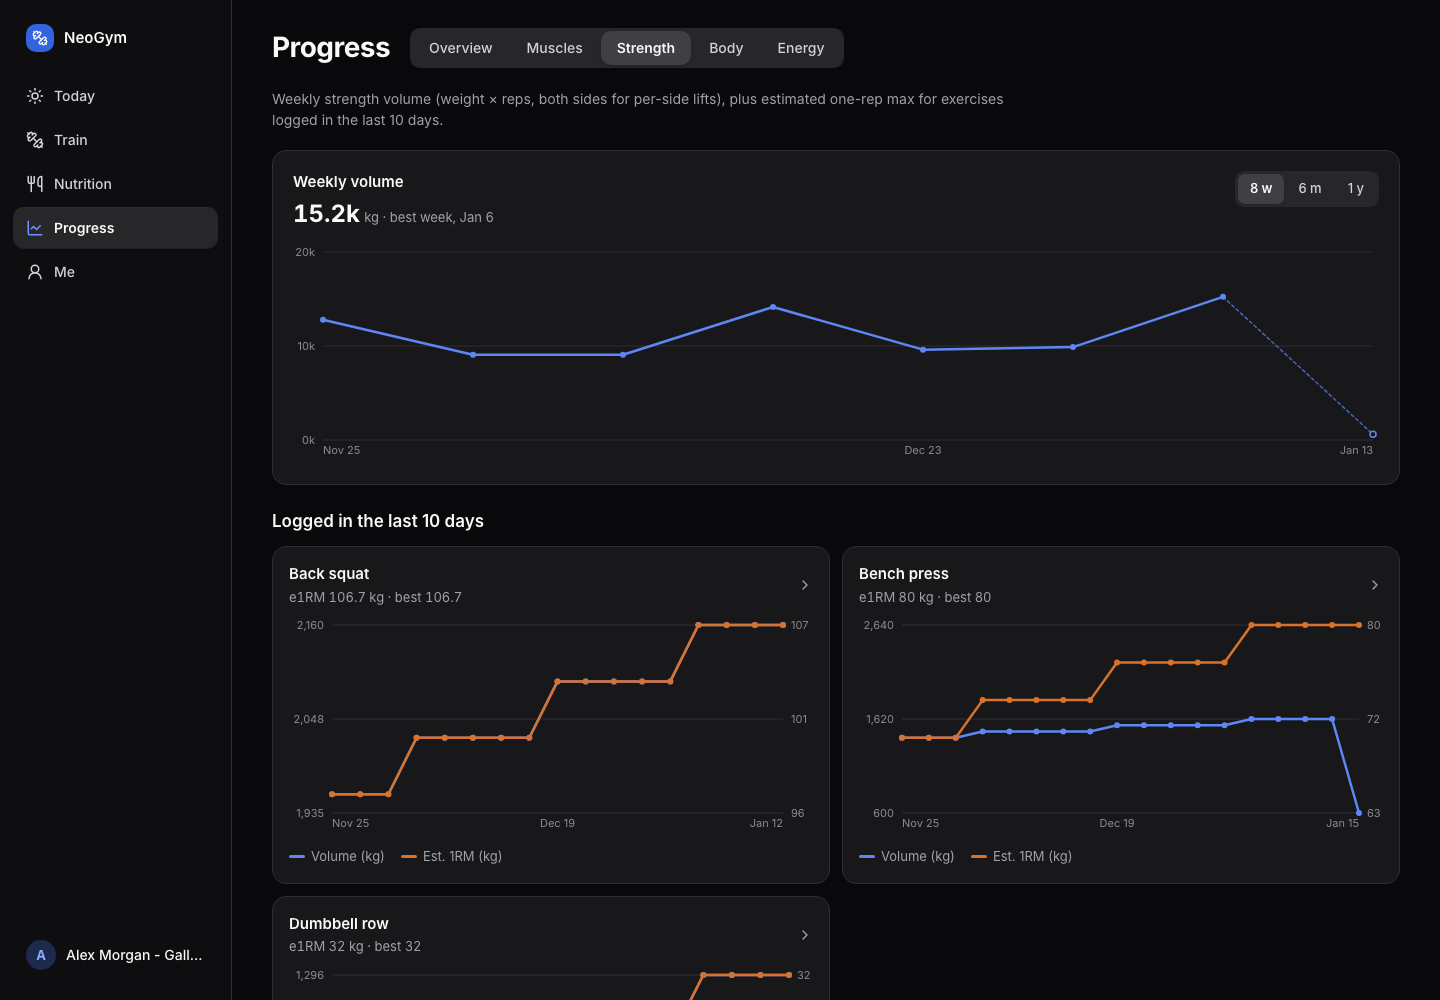 NeoGym
Today
Train
Nutrition
Progress
Me
Alex Morgan - Gall...
A
Progress
Overview
Muscles
Strength
Body
Energy
Weekly strength volume (weight × reps, both sides for per-side lifts), plus estimated one-rep max for exercises
logged in the last 10 days.
Weekly volume
15.2k kg · best week, Jan 6
8 w
6 m
1 y
20k
10k
0k
Nov 25
Dec 23
Jan 13
Logged in the last 10 days
Back squat
e1RM 106.7 kg · best 106.7
2,160
107
2,048
101
1,935
96
Nov 25
Dec 19
Jan 12
Volume (kg)
Est. 1RM (kg)
Bench press
e1RM 80 kg · best 80
2,640
80
1,620
72
600
63
Nov 25
Dec 19
Jan 15
Volume (kg)
Est. 1RM (kg)
Dumbbell row
e1RM 32 kg · best 32
1,296
32